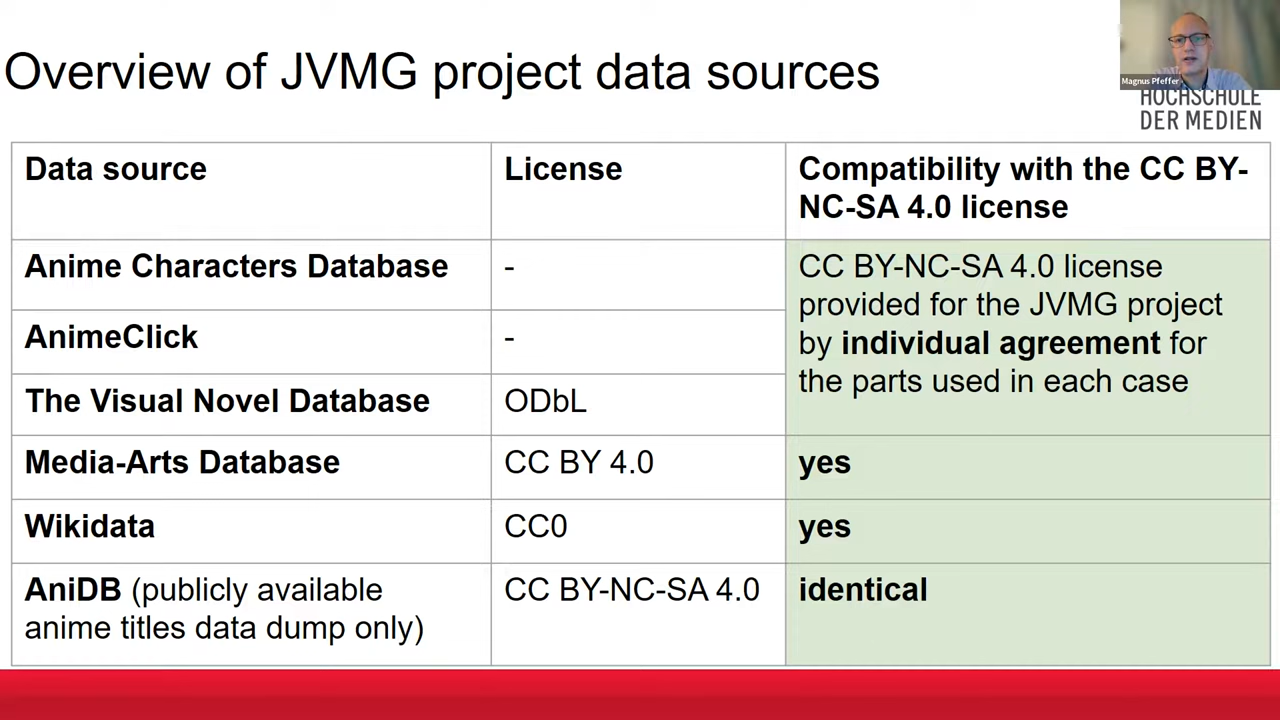 Overview of JVMG project data sources
Magnus Pfeffer
HOCHSCHULE
DER MEDIEN
Data source
License
Compatibility with the CC BY-
NC-SA 4.0 license
Anime Characters Database
-
CC BY-NC-SA 4.0 license
provided for the JVMG project
by individual agreement for
the parts used in each case
AnimeClick
-
The Visual Novel Database
ODbL
Media-Arts Database
CC BY 4.0
yes
Wikidata
CC0
yes
AniDB (publicly available
anime titles data dump only)
CC BY-NC-SA 4.0
identical